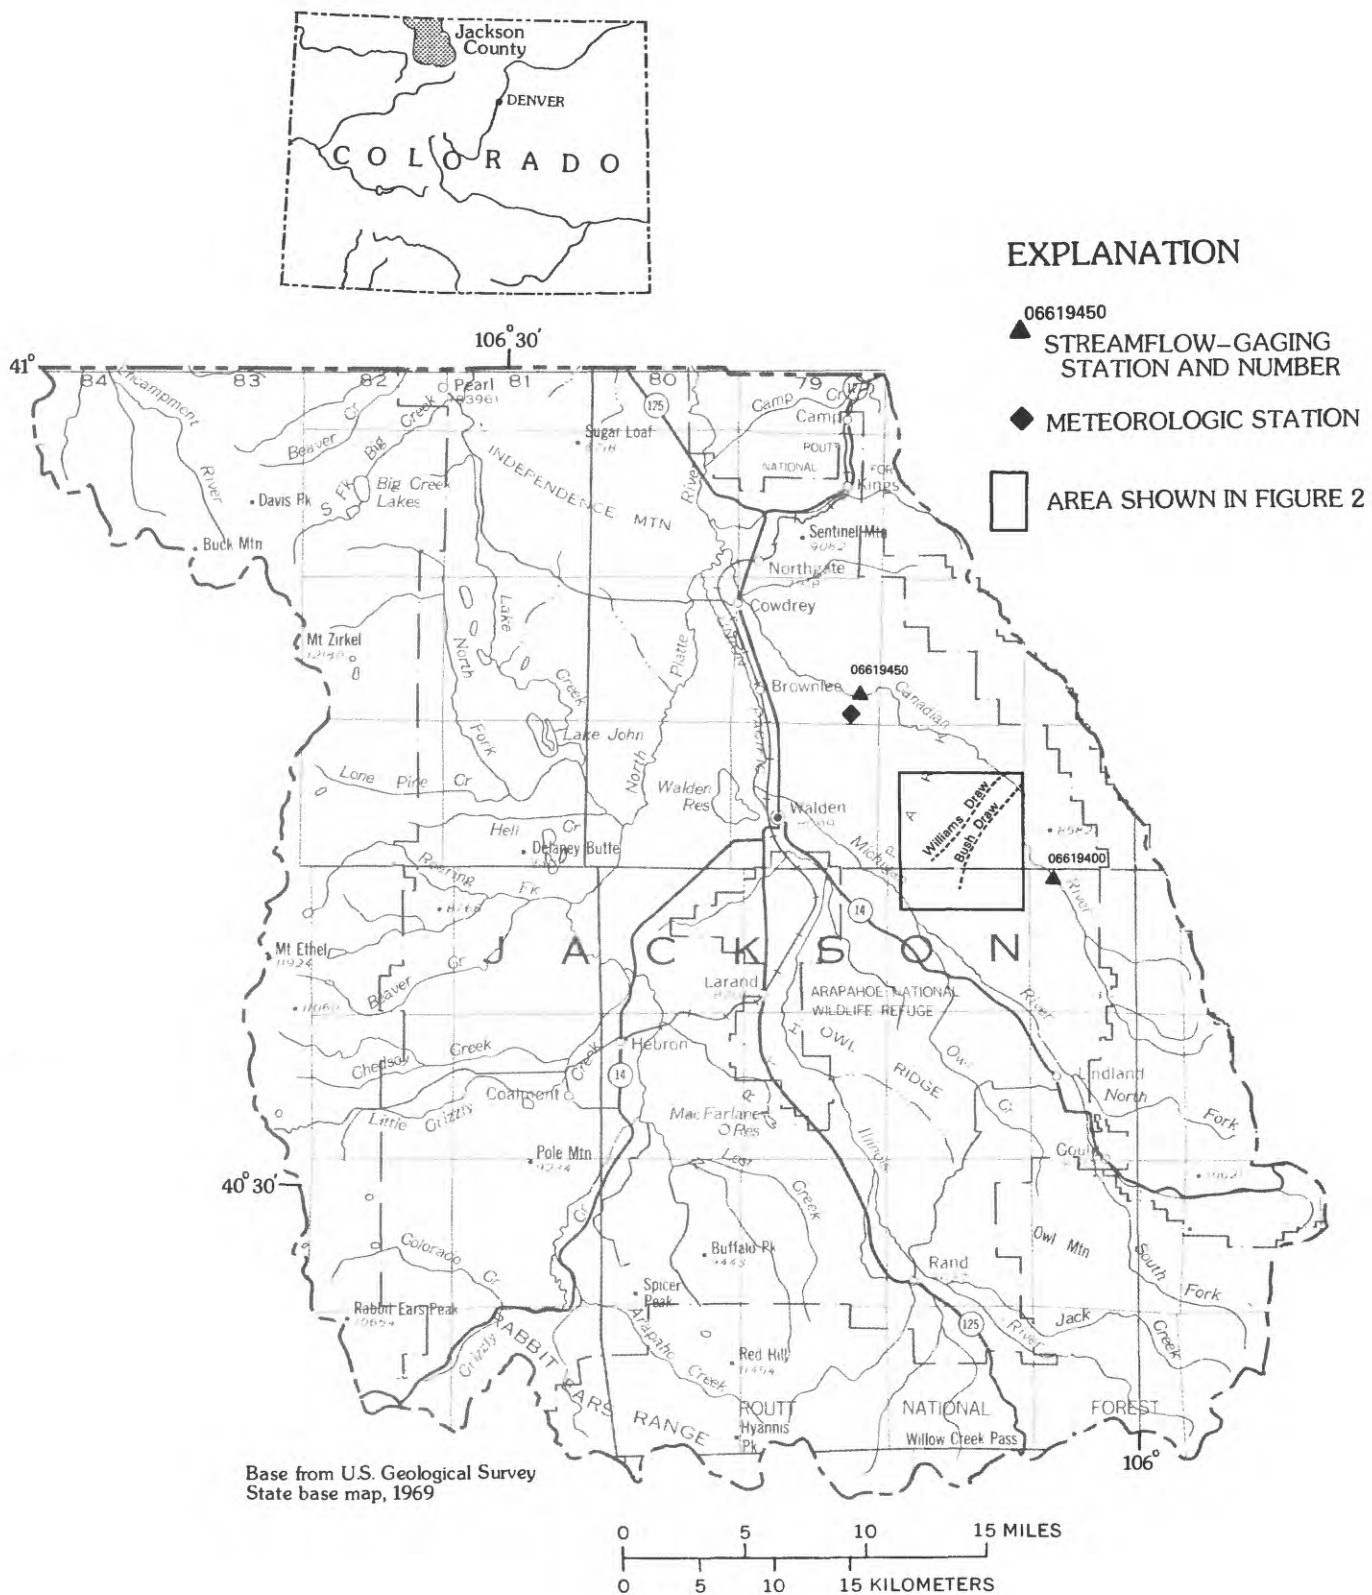 Jackson
County
DENVER
COLORADO
EXPLANATION
06619450
STREAMFLOW–GAGING
STATION AND NUMBER
METEOROLOGIC STATION
AREA SHOWN IN FIGURE 2
106° 30'
41°
84
83
82
81
80
79
Pearl
125
Camp Cr
Camp
Encampment
River
Beaver Cr
Big Creek
S Fk
Big Creek
Lakes
Davis Pk
Buck Mtn
Sugar Loaf
INDEPENDENCE MTN
River
ROUTT
NATIONAL FOR
Kings
Sentinel Mtn
Northgate
Cowdrey
Mt Zirkel
North
Fork
Lake
Creek
Lake John
North Platte
Brownlee
06619450
Canadian
Lone Pine Cr
Walden
Res
Walden
Hell Cr
Delaney Butte
Michigan
Williams Draw
Bush Draw
8582
06619400
River
Roaring
Fk
14
Mt Ethel
11924
JACKSON
Beaver Cr
Larand
ARAPAHOE NATIONAL
WILDLIFE REFUGE
River
Chedsey Creek
Hebron
Creek
OWL
RIDGE
Owl
Cr
14
Coalmont
Little Grizzly
MacFarlane
Res
Illinois
Lindland
North
Fork
Pole Mtn
Lost
Creek
Gould
40° 30'
Colorado
Cr
Buffalo Pk
Owl Mtn
Rand
South
Fork
Spicer
Peak
Rabbit Ears Peak
10654
Grizzly
Cr
RABBIT EARS RANGE
Arapaho Creek
Red Hill
125
River
Jack
Creek
ROUTT NATIONAL FOREST
Hyannis
Pk
Willow Creek Pass
106°
Base from U.S. Geological Survey
State base map, 1969
0 5 10 15 MILES
0 5 10 15 KILOMETERS